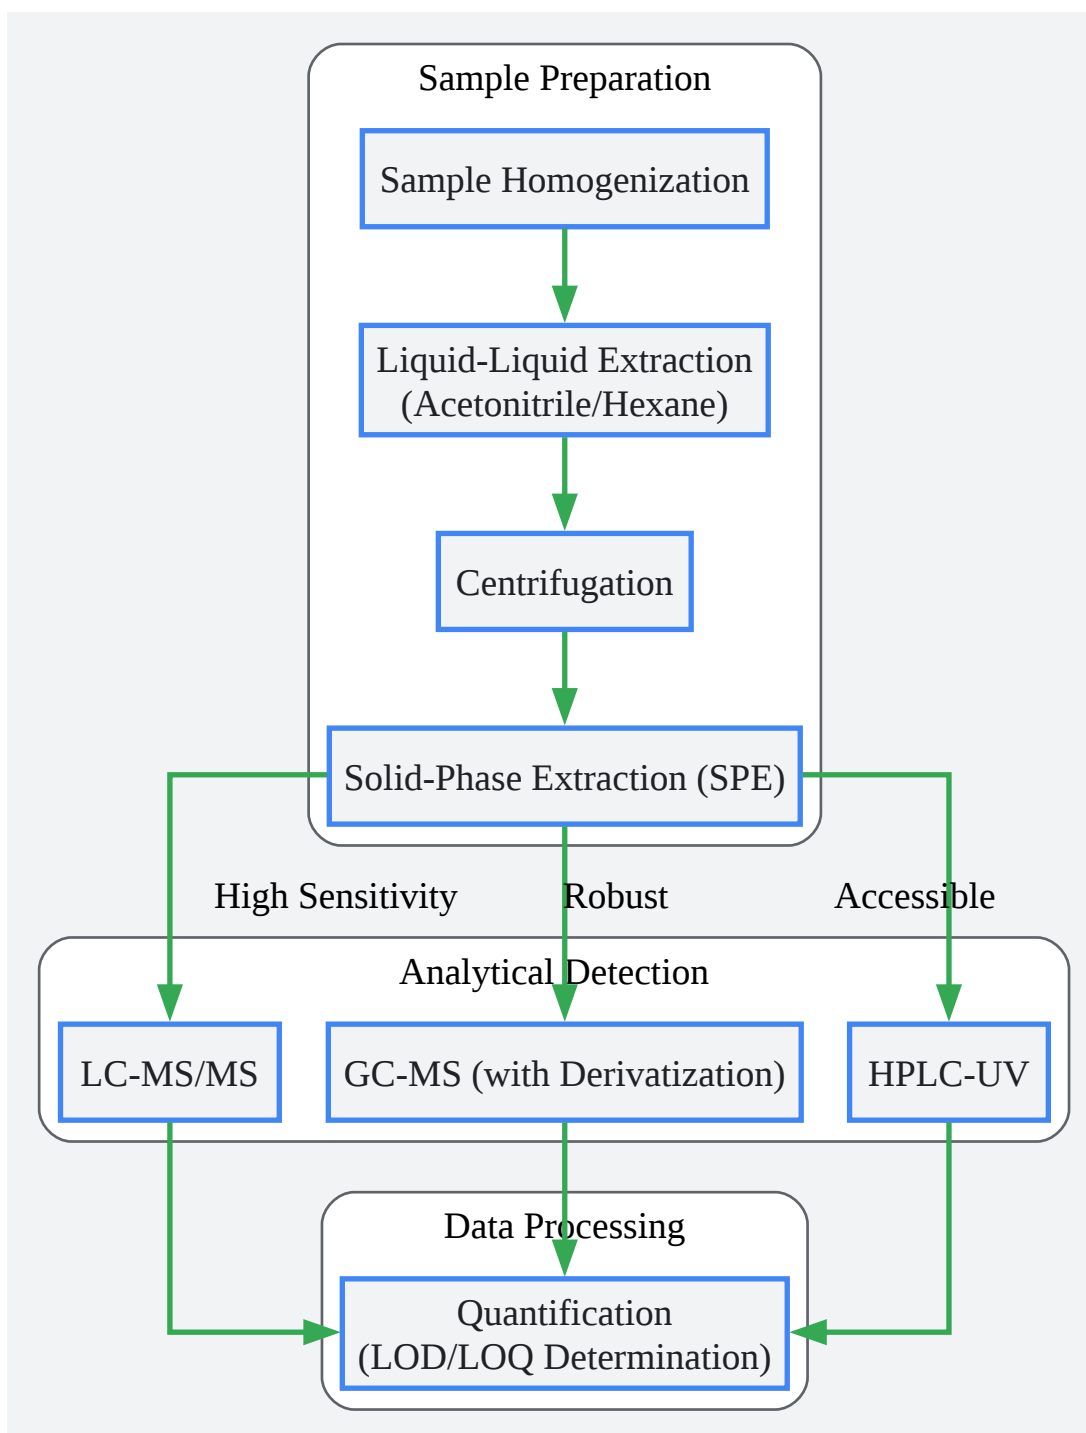 Sample Preparation
Sample Homogenization
Liquid-Liquid Extraction
(Acetonitrile/Hexane)
Centrifugation
Solid-Phase Extraction (SPE)
High Sensitivity
Robust
Accessible
Analytical Detection
LC-MS/MS
GC-MS (with Derivatization)
HPLC-UV
Data Processing
Quantification
(LOD/LOQ Determination)